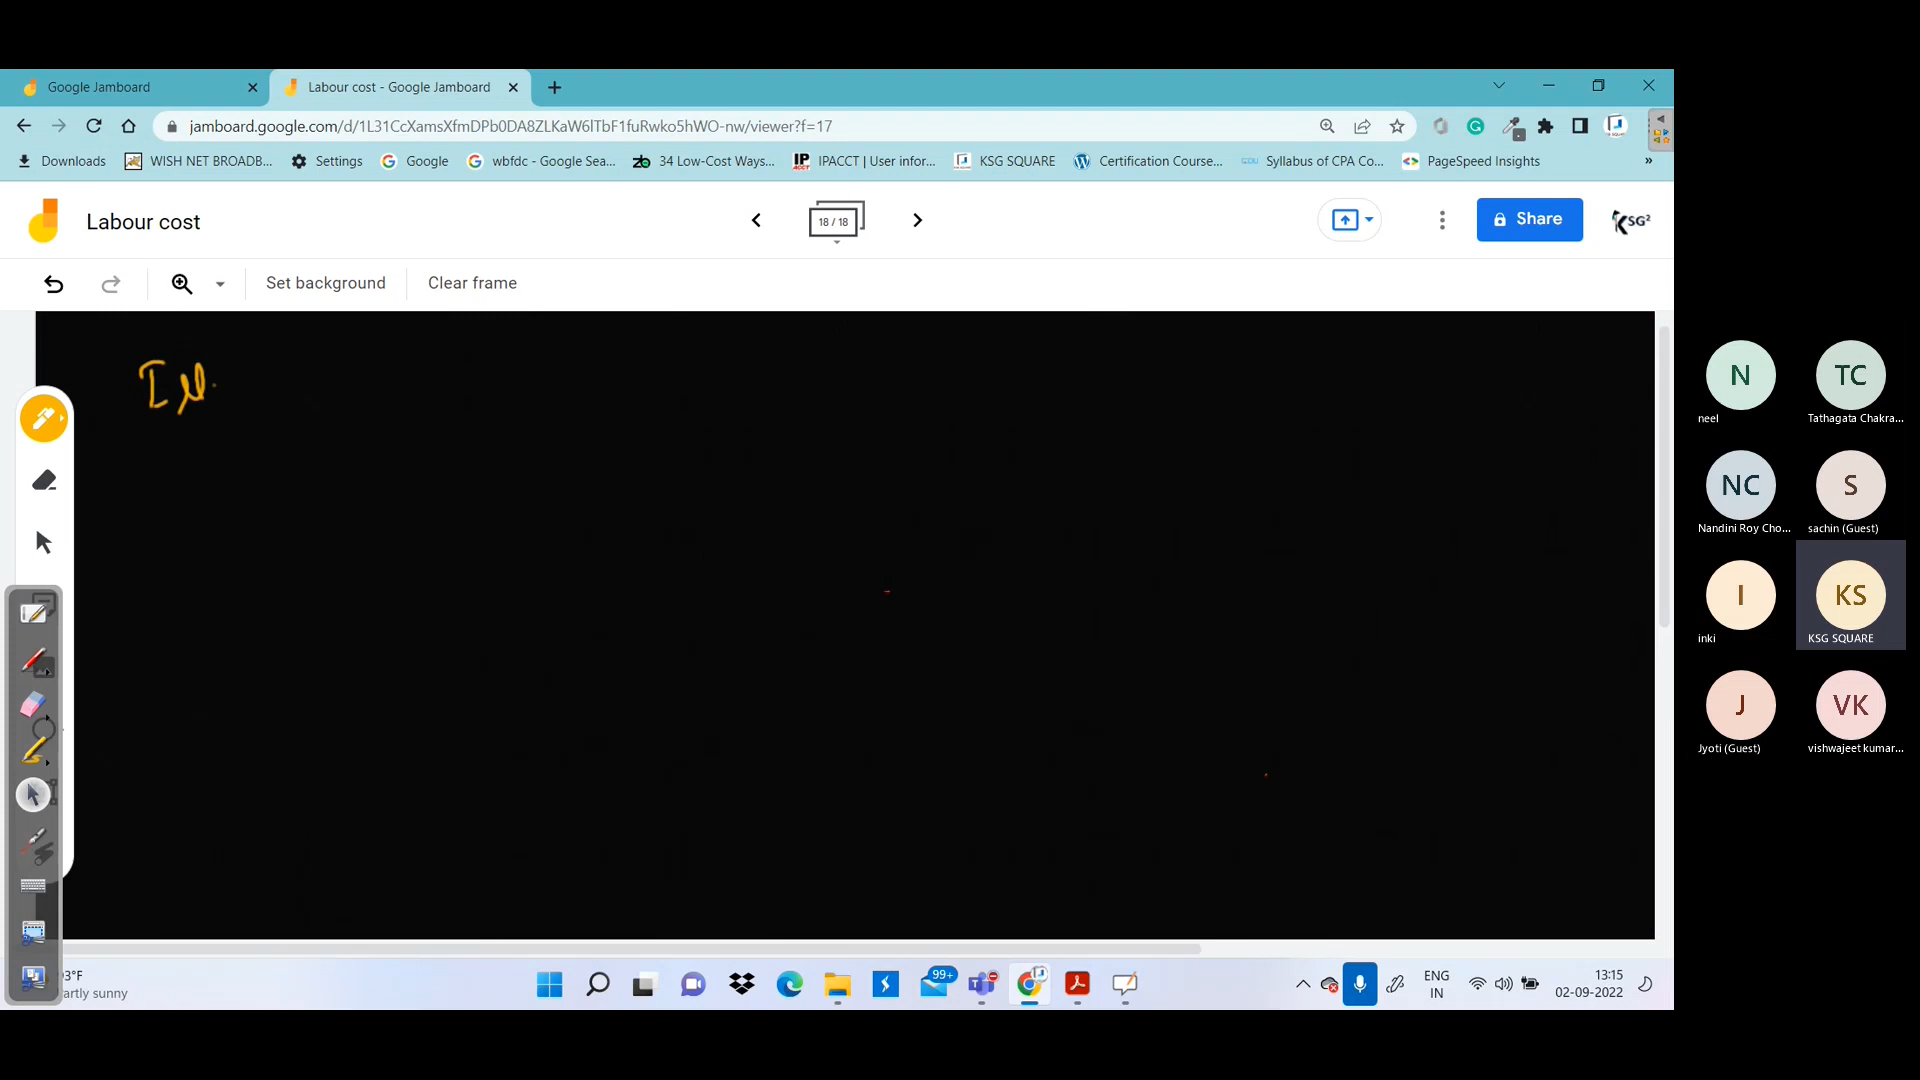 Google Jamboard
Labour cost - Google Jamboard
jamboard.google.com/d/1L31CcXamsXfmDPb0DA8ZLKaW6lTbF1fuRwko5hWO-nw/viewer?f=17
Downloads WISH NET BROADB... Settings Google wbfdc - Google Sea... 34 Low-Cost Ways... IPACCT | User infor... KSG SQUARE Certification Course... Syllabus of CPA Co... PageSpeed Insights »
Labour cost
18 / 18
Share
KSG²
Set background
Clear frame
N
neel
TC
Tathagata Chakra...
NC
Nandini Roy Cho...
S
sachin (Guest)
I
inki
KS
KSG SQUARE
J
Jyoti (Guest)
VK
vishwajeet kumar...
93°F
artly sunny
99+
ENG
IN
13:15
02-09-2022